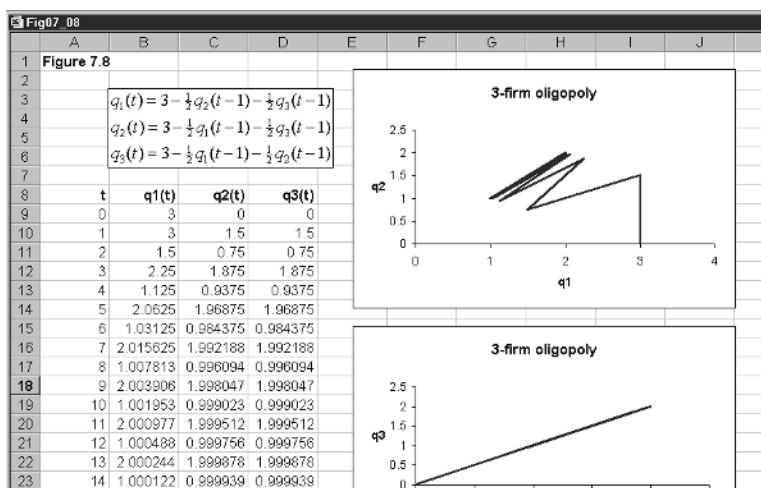 Fig07_08
A B C D E F G H I J
1 Figure 7.8
2
3 q₁(t) = 3 − ½q₂(t−1) − ½q₃(t−1)
4 q₂(t) = 3 − ½q₁(t−1) − ½q₃(t−1)
5
6 q₃(t) = 3 − ½q₁(t−1) − ½q₂(t−1)
7
8 t q1(t) q2(t) q3(t)
9 0 3 0 0
10 1 3 1.5 1.5
11 2 1.5 0.75 0.75
12 3 2.25 1.875 1.875
13 4 1.125 0.9375 0.9375
14 5 2.0625 1.96875 1.96875
15 6 1.03125 0.984375 0.984375
16 7 2.015625 1.992188 1.992188
17 8 1.007813 0.996094 0.996094
18 9 2.003906 1.998047 1.998047
19 10 1.001953 0.999023 0.999023
20 11 2.000977 1.999512 1.999512
21 12 1.000488 0.999756 0.999756
22 13 2.000244 1.999878 1.999878
23 14 1.000122 0.999939 0.999939
3-firm oligopoly
2.5
2
q2
1.5
1
0.5
0
0 1 2 3 4
q1
3-firm oligopoly
2.5
2
q3
1.5
1
0.5
0